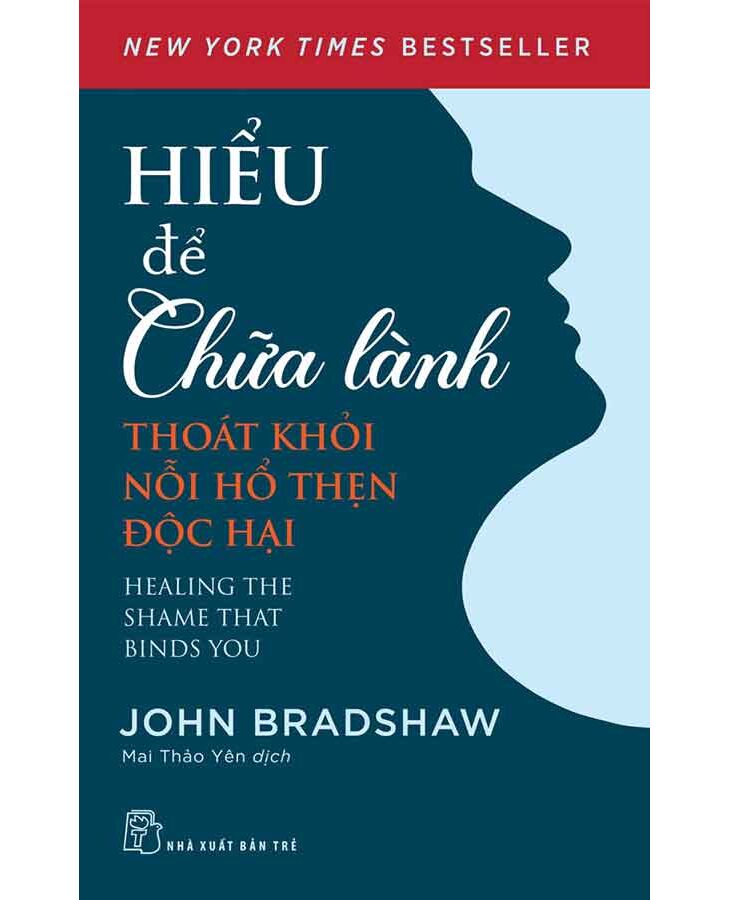 NEW YORK TIMES BESTSELLER
HIỂU
để
Chữa lành
THOÁT KHỎI
NỖI HỔ THẸN
ĐỘC HẠI
HEALING THE
SHAME THAT
BINDS YOU
JOHN BRADSHAW
Mai Thảo Yên dịch
NHÀ XUẤT BẢN TRẺ